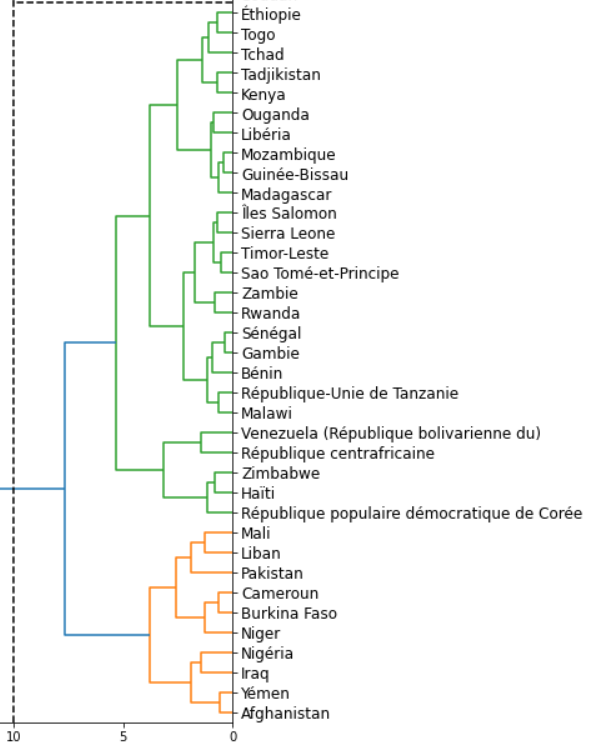 Éthiopie
Togo
Tchad
Tadjikistan
Kenya
Ouganda
Libéria
Mozambique
Guinée-Bissau
Madagascar
Îles Salomon
Sierra Leone
Timor-Leste
Sao Tomé-et-Principe
Zambie
Rwanda
Sénégal
Gambie
Bénin
République-Unie de Tanzanie
Malawi
Venezuela (République bolivarienne du)
République centrafricaine
Zimbabwe
Haïti
République populaire démocratique de Corée
Mali
Liban
Pakistan
Cameroun
Burkina Faso
Niger
Nigéria
Iraq
Yémen
Afghanistan
10 5 0